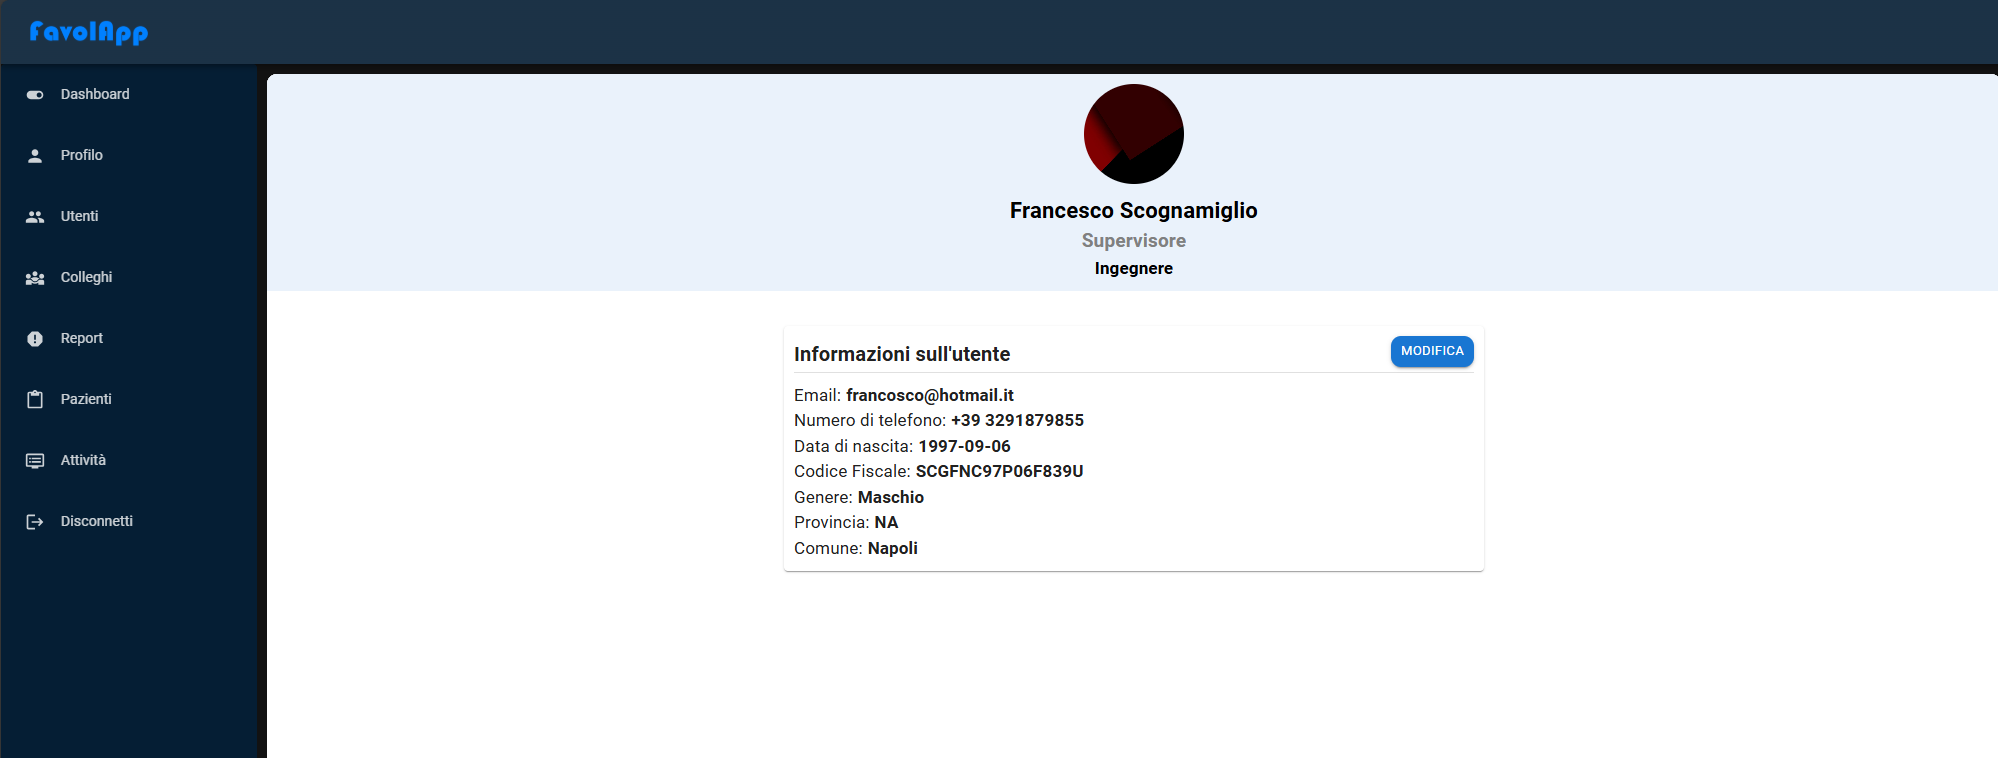 FavolApp
Dashboard
Profilo
Utenti
Colleghi
Report
Pazienti
Attività
Disconnetti
Francesco Scognamiglio
Supervisore
Ingegnere
Informazioni sull'utente
MODIFICA
Email: francosco@hotmail.it
Numero di telefono: +39 3291879855
Data di nascita: 1997-09-06
Codice Fiscale: SCGFNC97P06F839U
Genere: Maschio
Provincia: NA
Comune: Napoli